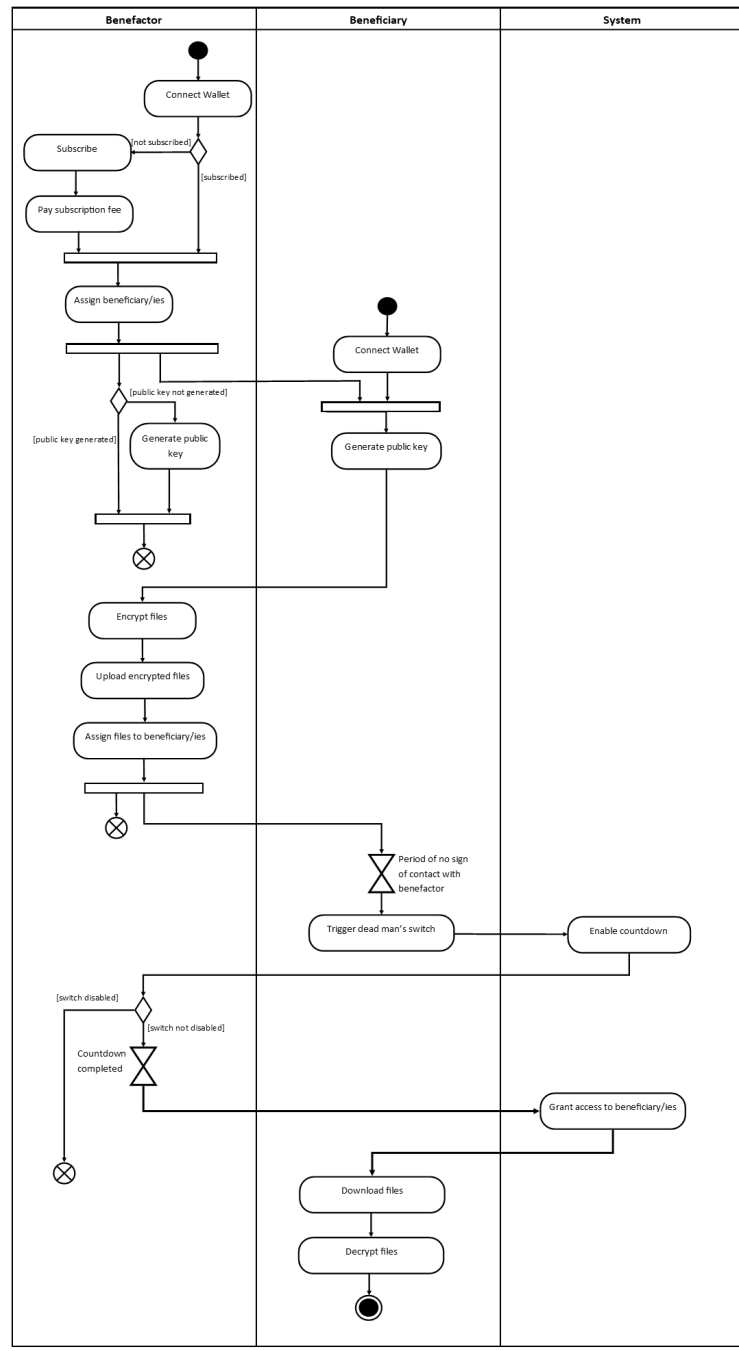 Benefactor
Beneficiary
System
Connect Wallet
[not subscribed]
Subscribe
[subscribed]
Pay subscription fee
Assign beneficiary/ies
Connect Wallet
[public key not generated]
[public key generated]
Generate public
key
Generate public key
Encrypt files
Upload encrypted files
Assign files to beneficiary/ies
Period of no sign
of contact with
benefactor
Trigger dead man's switch
Enable countdown
[switch disabled]
[switch not disabled]
Countdown
completed
Grant access to beneficiary/ies
Download files
Decrypt files